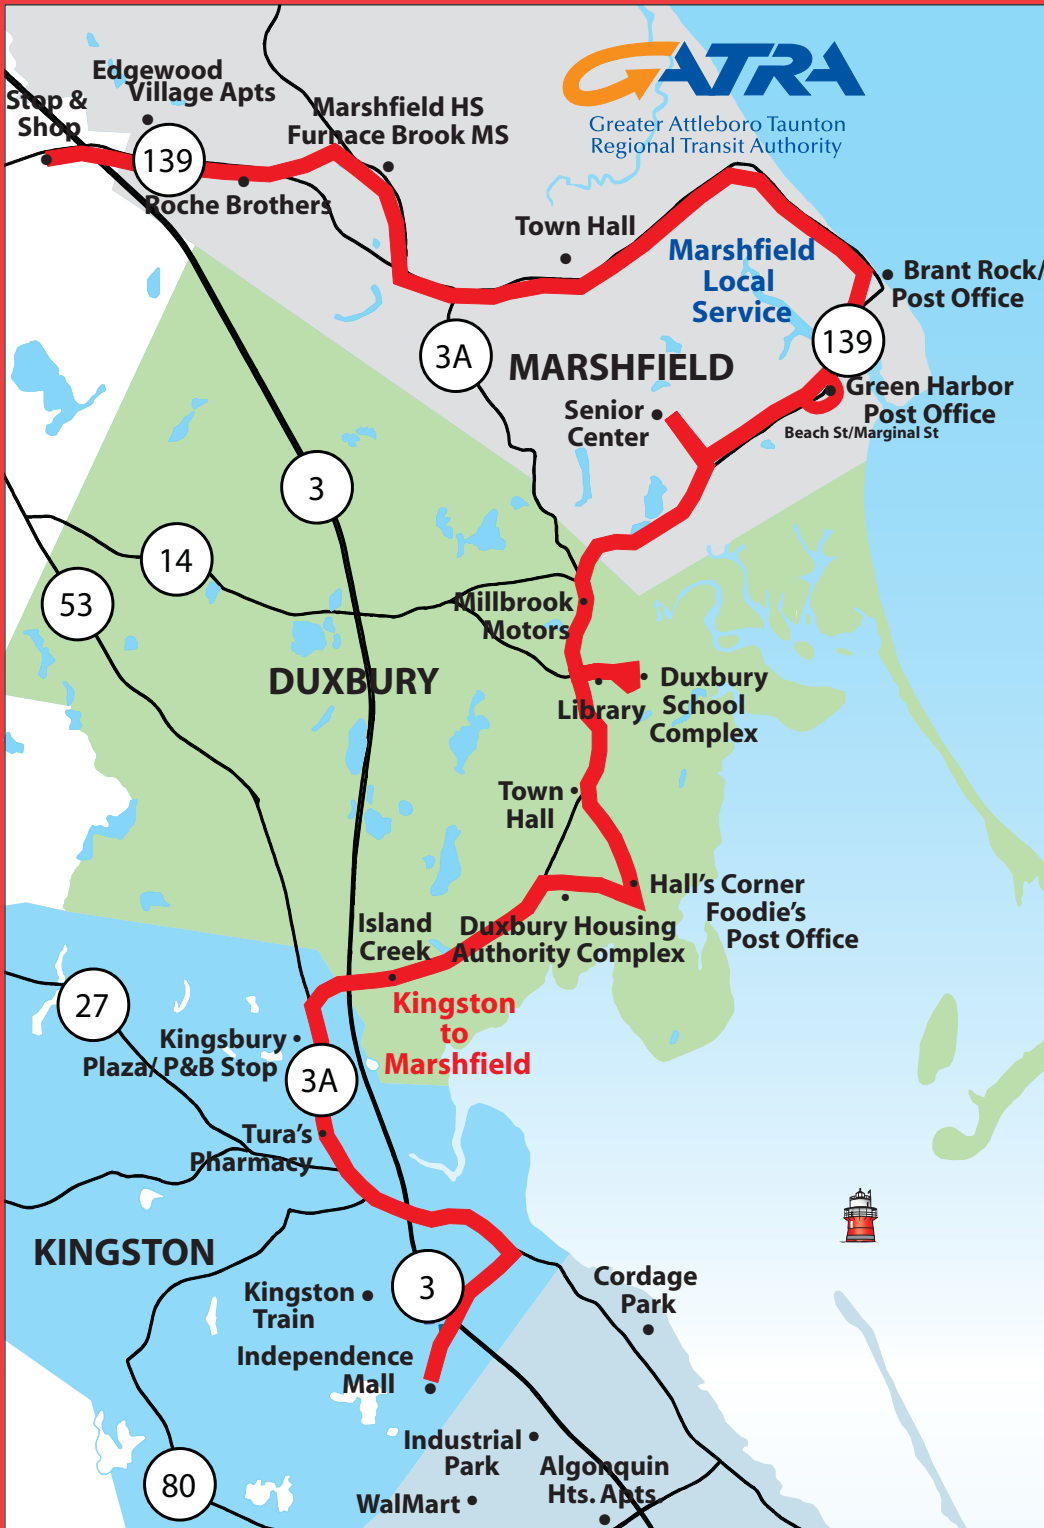 GATRA
Greater Attleboro Taunton
Regional Transit Authority
Edgewood
Village Apts
Stop &
Shop
139
Roche Brothers
Marshfield HS
Furnace Brook MS
Town Hall
Marshfield
Local
Service
Brant Rock/
Post Office
139
3A
MARSHFIELD
Green Harbor
Post Office
Beach St/Marginal St
Senior
Center
3
14
53
Millbrook
Motors
DUXBURY
Library
Duxbury
School
Complex
Town
Hall
Hall's Corner
Foodie's
Post Office
Island
Creek
Duxbury Housing
Authority Complex
27
Kingston
to
Marshfield
Kingsbury
Plaza/ P&B Stop
3A
Tura's
Pharmacy
KINGSTON
3
Kingston
Train
Cordage
Park
Independence
Mall
Industrial
Park
Algonquin
Hts. Apts.
WalMart
80